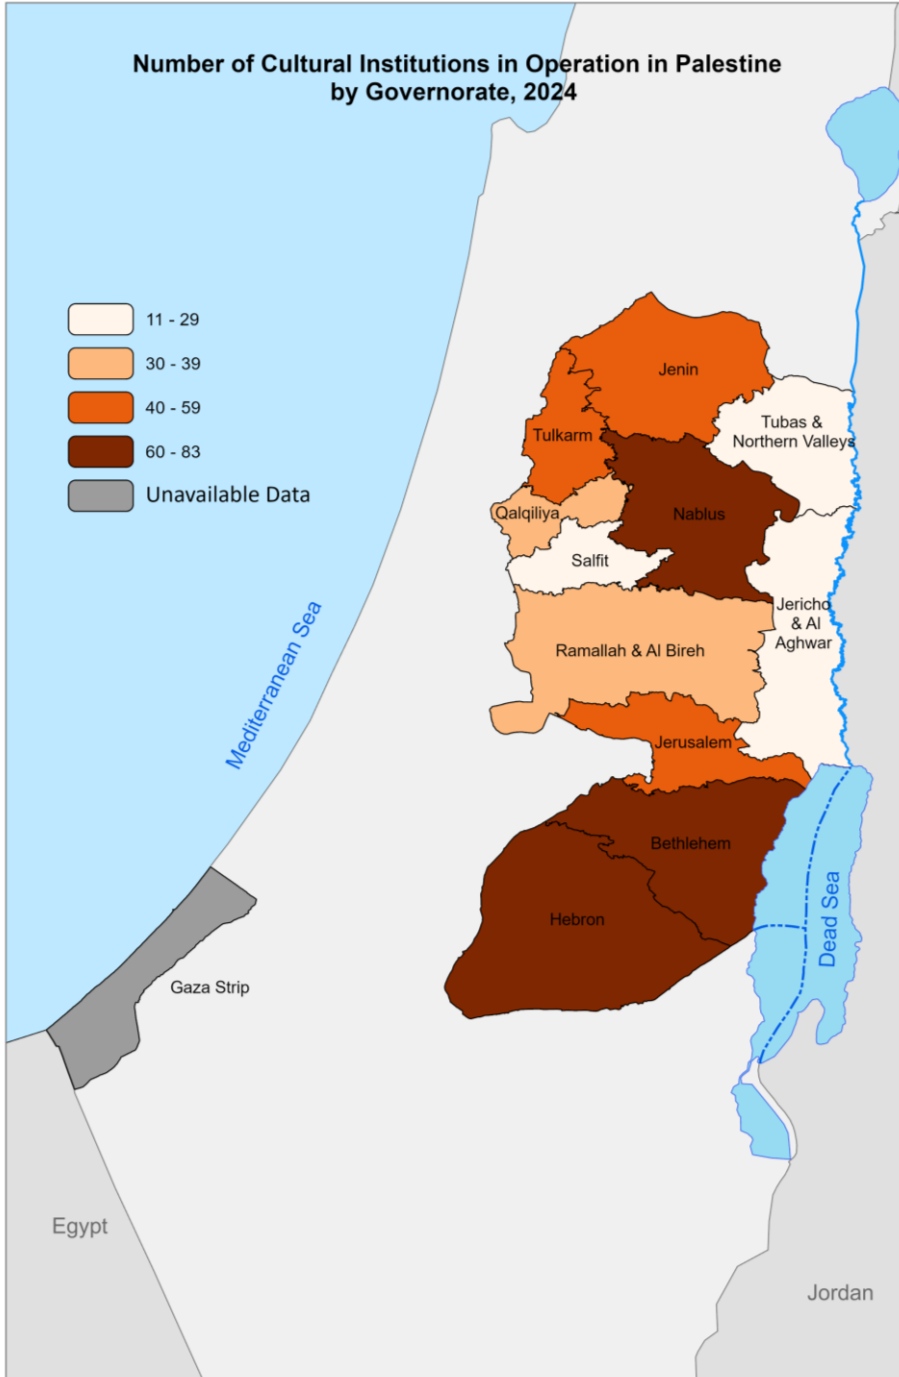 Number of Cultural Institutions in Operation in Palestine
by Governorate, 2024
11 - 29
30 - 39
40 - 59
60 - 83
Unavailable Data
Jenin
Tubas &
Northern Valleys
Tulkarm
Qalqiliya
Nablus
Salfit
Jericho
& Al
Aghwar
Ramallah & Al Bireh
Mediterranean Sea
Jerusalem
Bethlehem
Hebron
Dead Sea
Gaza Strip
Egypt
Jordan